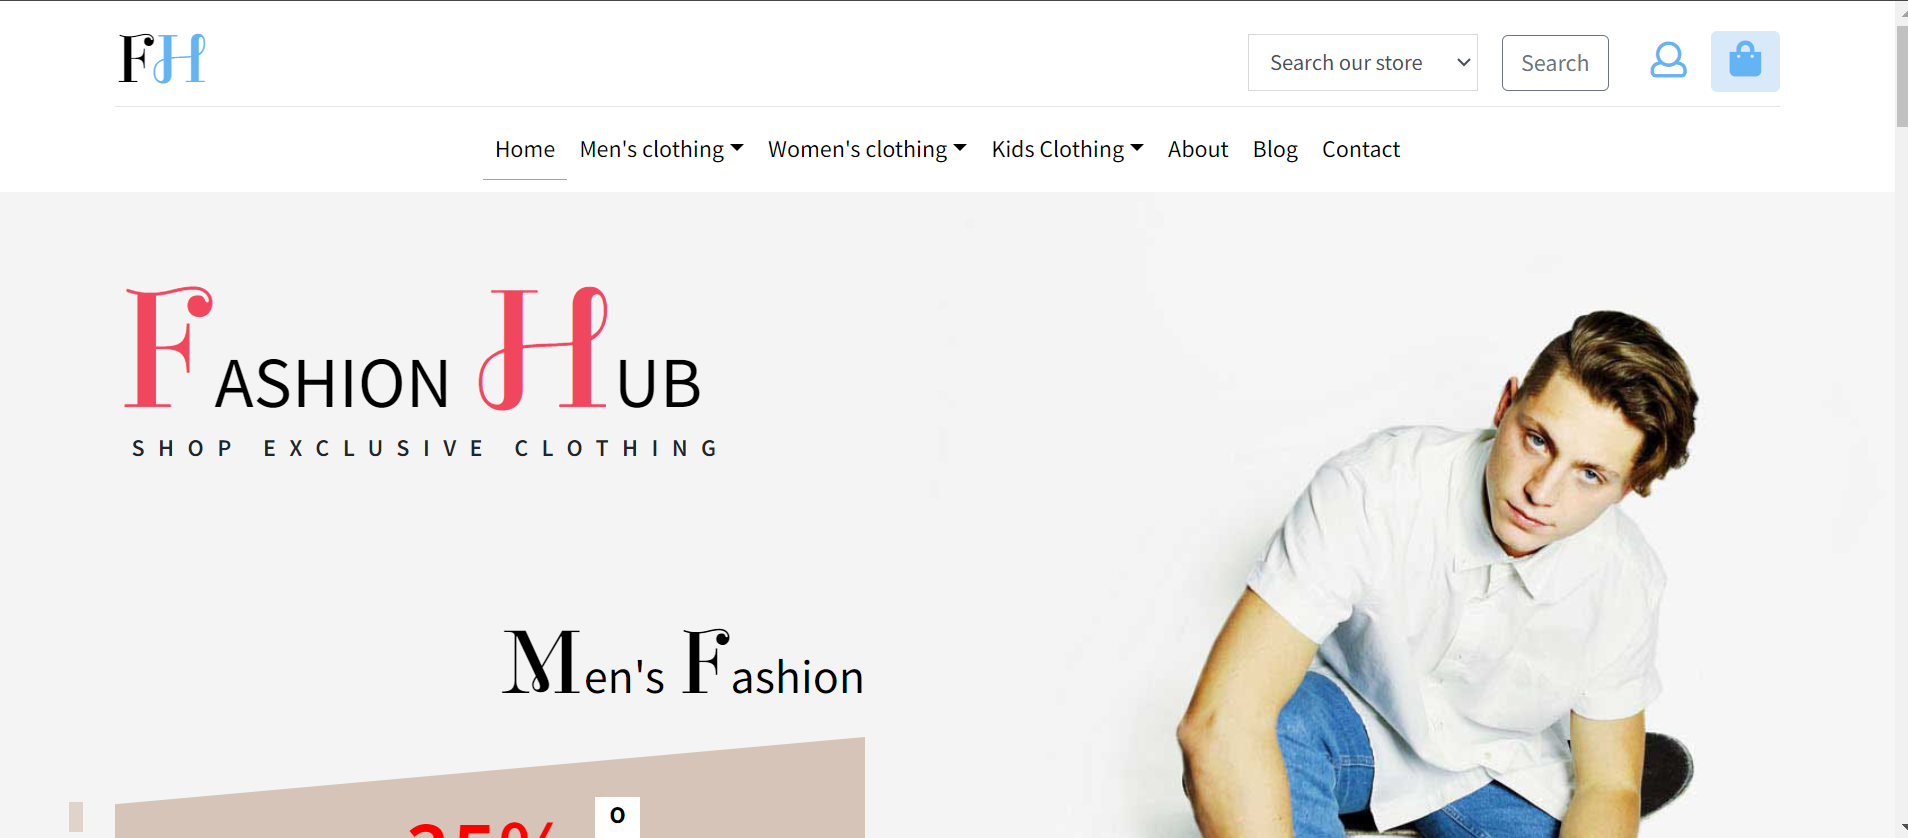 FH
Search our store
Search
Home Men's clothing Women's clothing Kids Clothing About Blog Contact
FASHION HUB
SHOP EXCLUSIVE CLOTHING
Men's Fashion
O